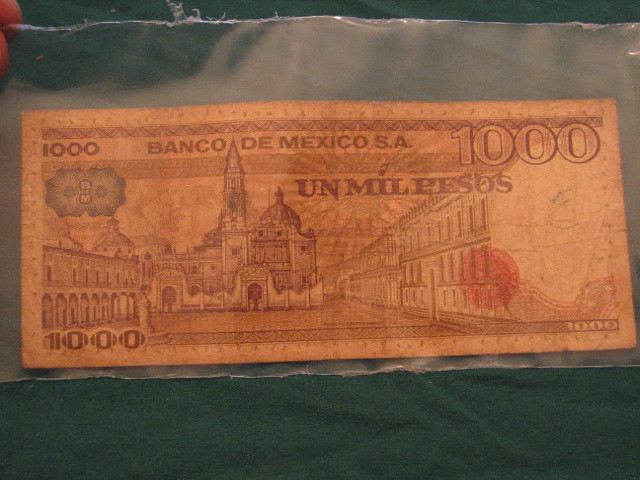 1000 BANCO DE MEXICO S.A. 1000
UN MIL PESOS
B M
1000 1000